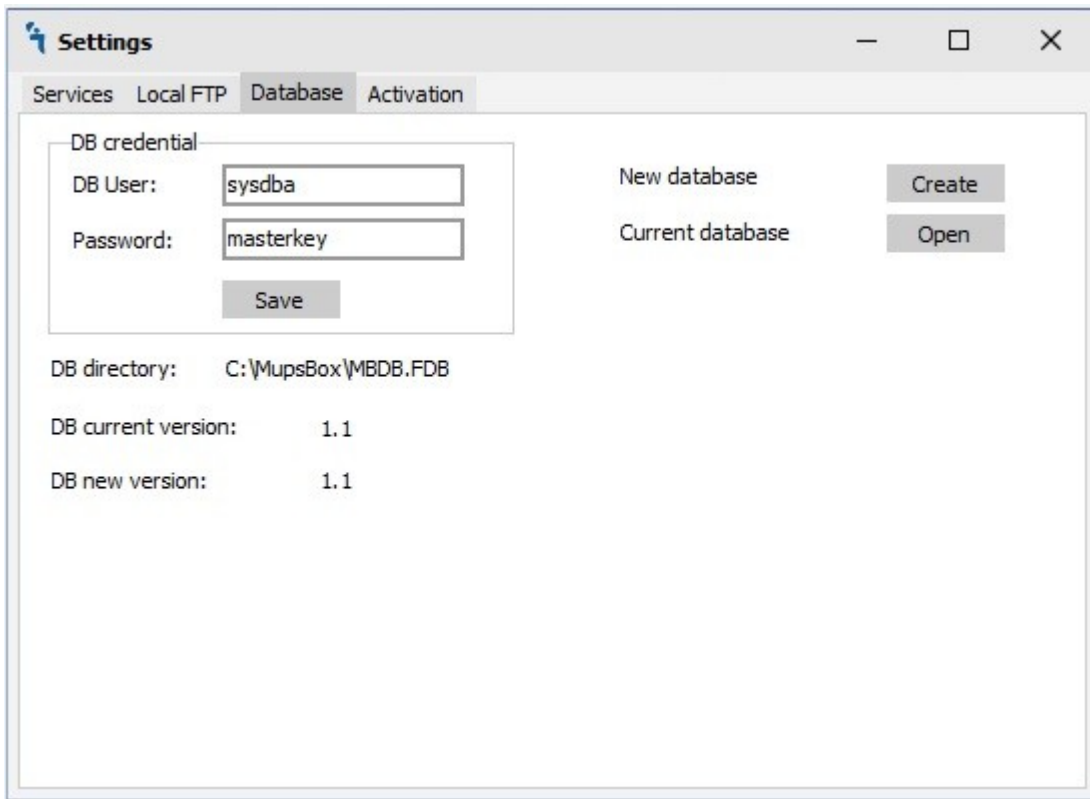 Settings
Services Local FTP Database Activation
DB credential
DB User: sysdba
Password: masterkey
Save
New database Create
Current database Open
DB directory: C:\MupsBox\MBDB.FDB
DB current version: 1.1
DB new version: 1.1